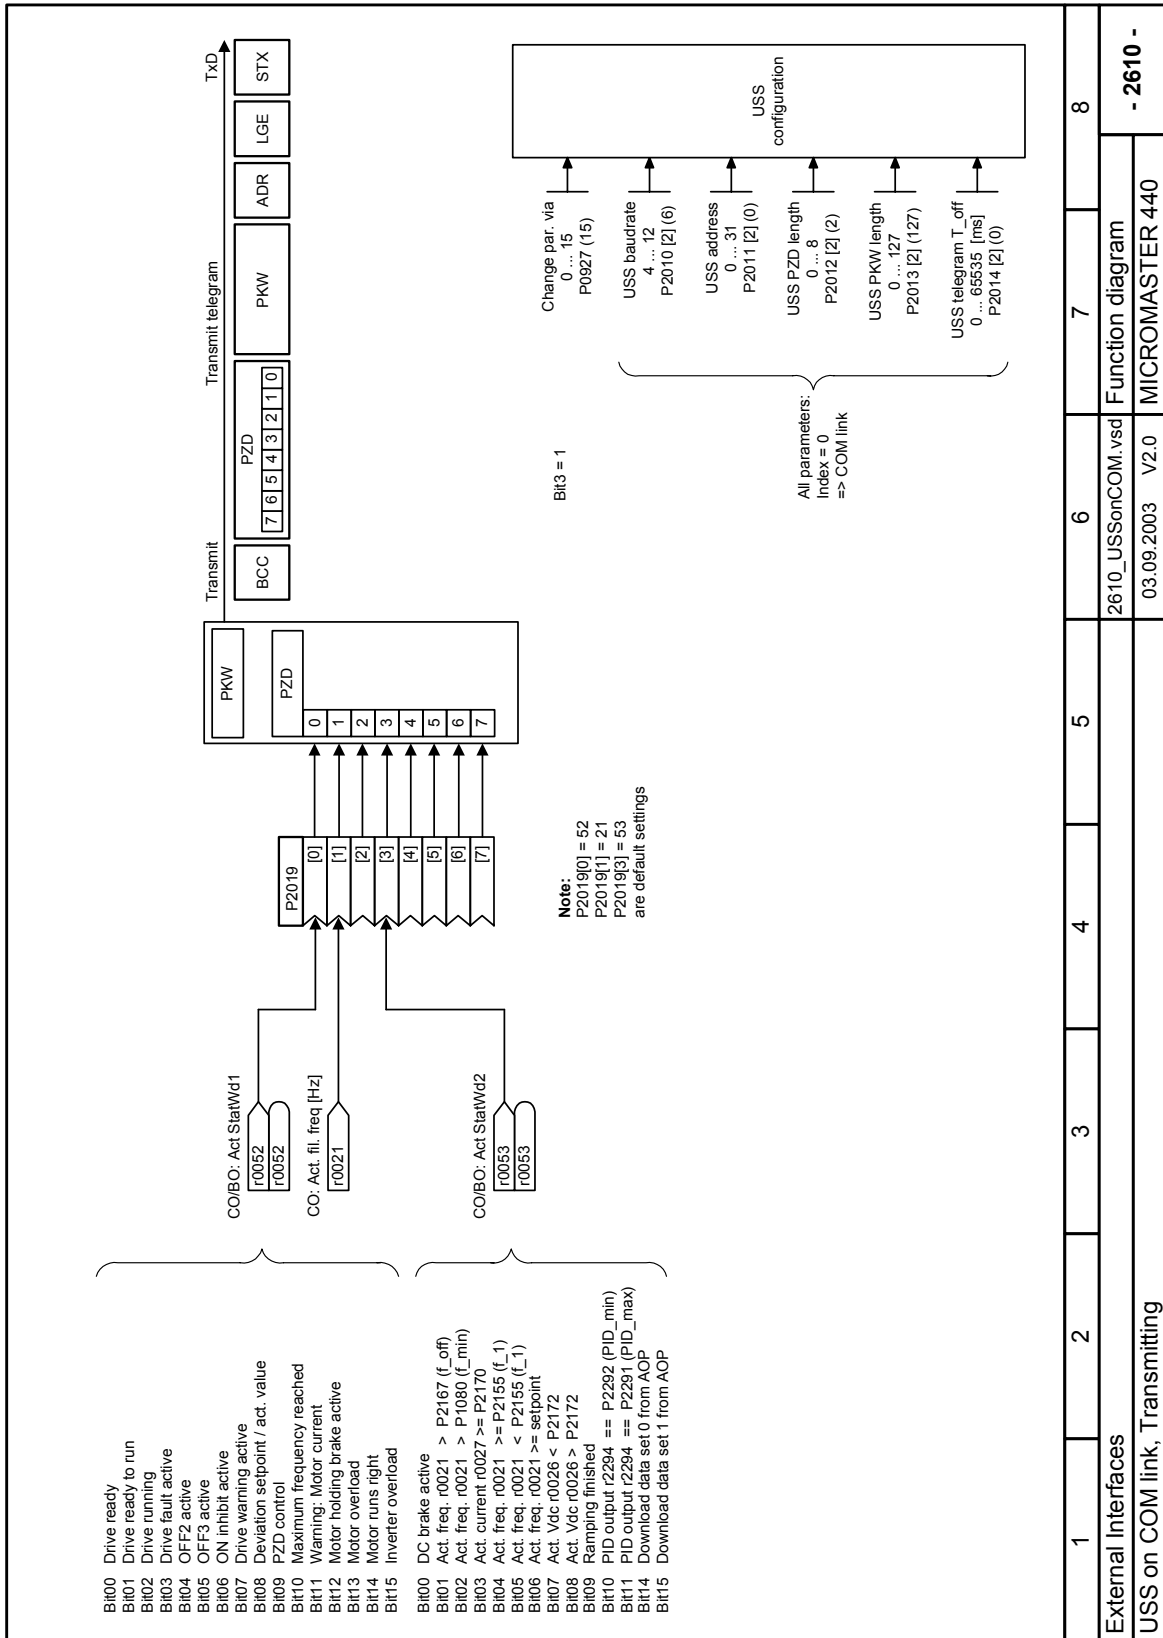 Bit00 Drive ready
Bit01 Drive ready to run
Bit02 Drive running
Bit03 Drive fault active
Bit04 OFF2 active
Bit05 OFF3 active
Bit06 ON inhibit active
Bit07 Drive warning active
Bit08 Deviation setpoint / act. value
Bit09 PZD control
Bit10 Maximum frequency reached
Bit11 Warning: Motor current
Bit12 Motor holding brake active
Bit13 Motor overload
Bit14 Motor runs right
Bit15 Inverter overload
Bit00 DC brake active
Bit01 Act. freq. r0021 > P2167 (f_off)
Bit02 Act. freq. r0021 > P1080 (f_min)
Bit03 Act. current r0027 >= P2170
Bit04 Act. freq. r0021 >= P2155 (f_1)
Bit05 Act. freq. r0021 < P2155 (f_1)
Bit06 Act. freq. r0021 >= setpoint
Bit07 Act. Vdc r0026 < P2172
Bit08 Act. Vdc r0026 > P2172
Bit09 Ramping finished
Bit10 PID output r2294 == P2292 (PID_min)
Bit11 PID output r2294 == P2291 (PID_max)
Bit14 Download data set 0 from AOP
Bit15 Download data set 1 from AOP
CO/BO: Act StatWd1
r0052
r0052
CO: Act. fil. freq [Hz]
r0021
CO/BO: Act StatWd2
r0053
r0053
P2019
[0]
[1]
[2]
[3]
[4]
[5]
[6]
[7]
Note:
P2019[0] = 52
P2019[1] = 21
P2019[3] = 53
are default settings
PKW
PZD
0
1
2
3
4
5
6
7
Transmit
Transmit telegram
TxD
BCC
PZD
7 6 5 4 3 2 1 0
PKW
ADR
LGE
STX
Bit3 = 1
Change par. via
0 ... 15
P0927 (15)
USS baudrate
4 ... 12
P2010 [2] (6)
USS address
0 ... 31
P2011 [2] (0)
USS PZD length
0 ... 8
P2012 [2] (2)
USS PKW length
0 ... 127
P2013 [2] (127)
USS telegram T_off
0 ... 65535 [ms]
P2014 [2] (0)
All parameters:
Index = 0
=> COM link
USS
configuration
1 2 3 4 5 6 7 8
External Interfaces
2610_USSonCOM.vsd
Function diagram
- 2610 -
USS on COM link, Transmitting
03.09.2003 V2.0
MICROMASTER 440